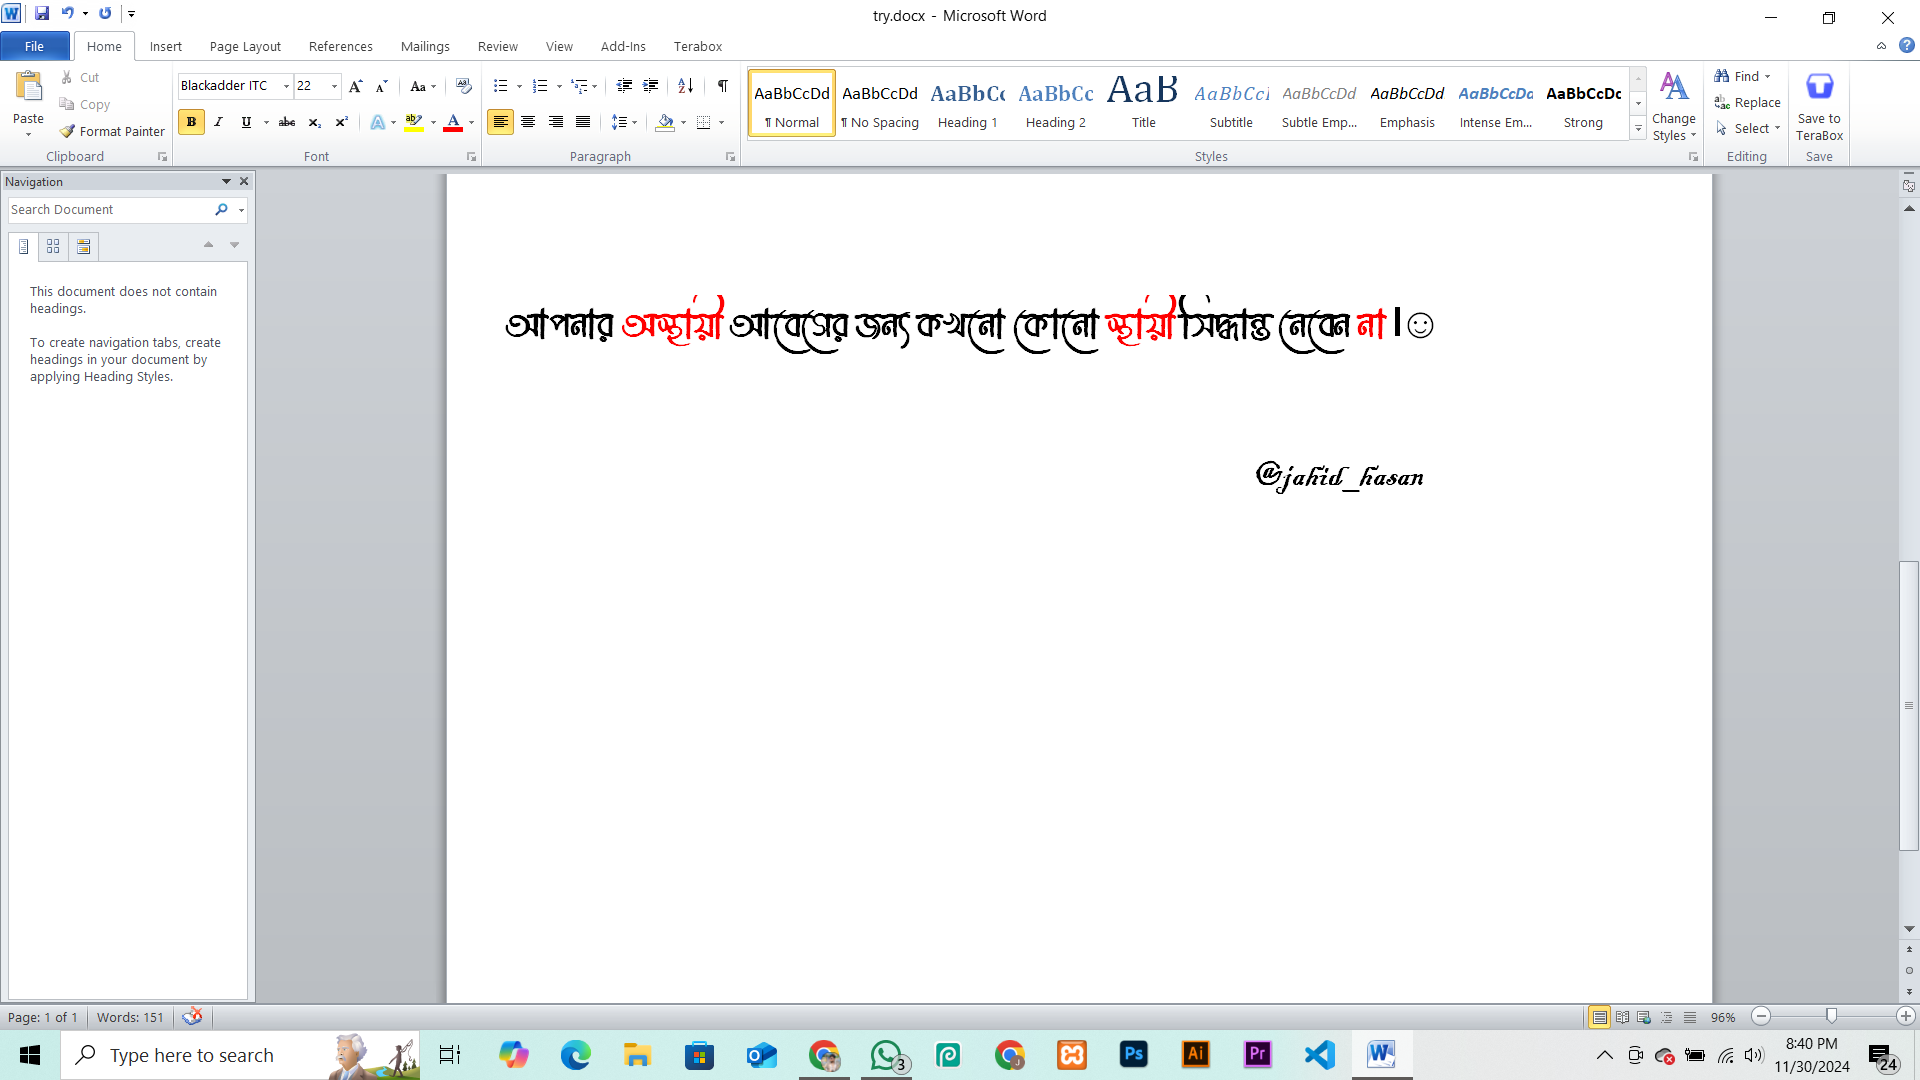 try.docx - Microsoft Word
File Home Insert Page Layout References Mailings Review View Add-Ins Terabox
Cut
Copy
Format Painter
Paste
Clipboard
Blackadder ITC 22
Font
Paragraph
AaBbCcDd AaBbCcDd AaBbCc AaBbCc AaB AaBbCcI AaBbCcDd AaBbCcDd AaBbCcDd AaBbCcDd
¶ Normal ¶ No Spacing Heading 1 Heading 2 Title Subtitle Subtle Emp... Emphasis Intense Em... Strong
Styles
Change Styles
Find
Replace
Select
Editing
Save to TeraBox
Save
Navigation
Search Document
This document does not contain
headings.
To create navigation tabs, create
headings in your document by
applying Heading Styles.
আপনার অস্থায়ী আবেগের জন্য কখনো কোনো স্থায়ী সিদ্ধান্ত নেবেন না ।☺
@jahid_hasan
Page: 1 of 1 Words: 151
96%
Type here to search
3
8:40 PM
11/30/2024
24